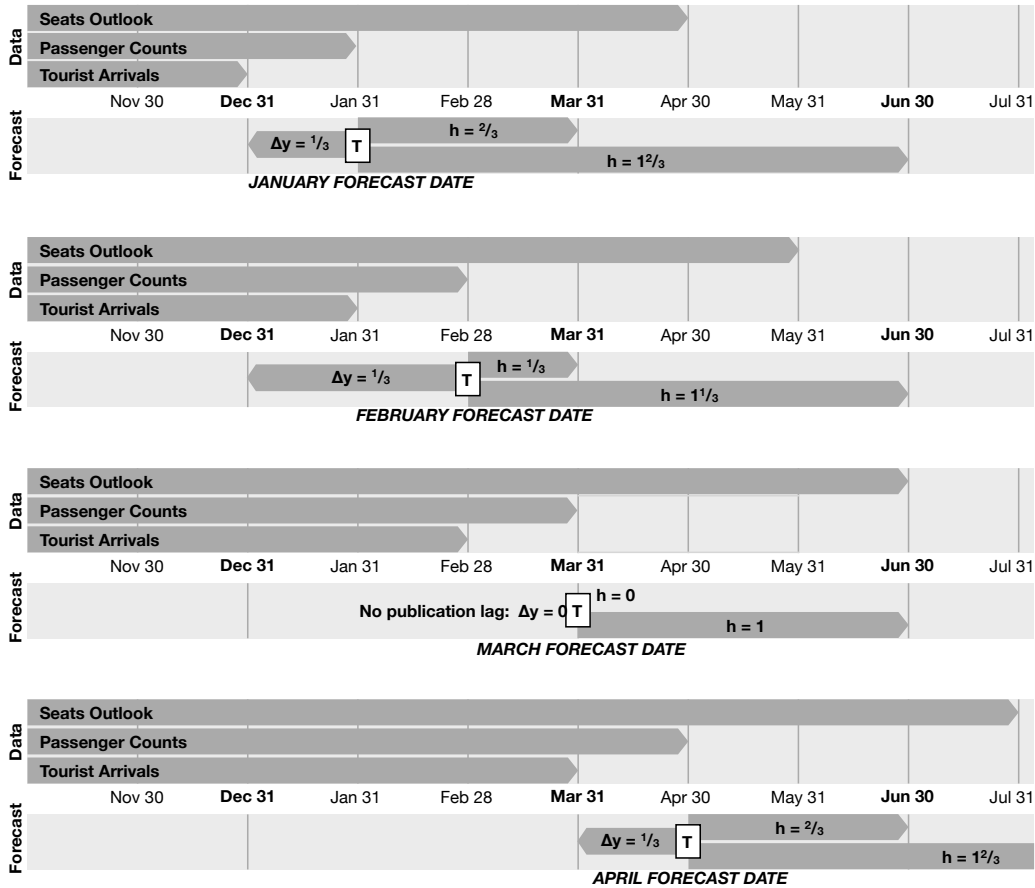 Data
Seats Outlook
Passenger Counts
Tourist Arrivals
Nov 30 Dec 31 Jan 31 Feb 28 Mar 31 Apr 30 May 31 Jun 30 Jul 31
Forecast
h = ²/₃
Δy = ¹/₃ T
h = 1²/₃
JANUARY FORECAST DATE
Data
Seats Outlook
Passenger Counts
Tourist Arrivals
Nov 30 Dec 31 Jan 31 Feb 28 Mar 31 Apr 30 May 31 Jun 30 Jul 31
Forecast
h = ¹/₃
Δy = ¹/₃ T
h = 1¹/₃
FEBRUARY FORECAST DATE
Data
Seats Outlook
Passenger Counts
Tourist Arrivals
Nov 30 Dec 31 Jan 31 Feb 28 Mar 31 Apr 30 May 31 Jun 30 Jul 31
Forecast
h = 0
No publication lag: Δy = 0 T
h = 1
MARCH FORECAST DATE
Data
Seats Outlook
Passenger Counts
Tourist Arrivals
Nov 30 Dec 31 Jan 31 Feb 28 Mar 31 Apr 30 May 31 Jun 30 Jul 31
Forecast
h = ²/₃
Δy = ¹/₃ T
h = 1²/₃
APRIL FORECAST DATE